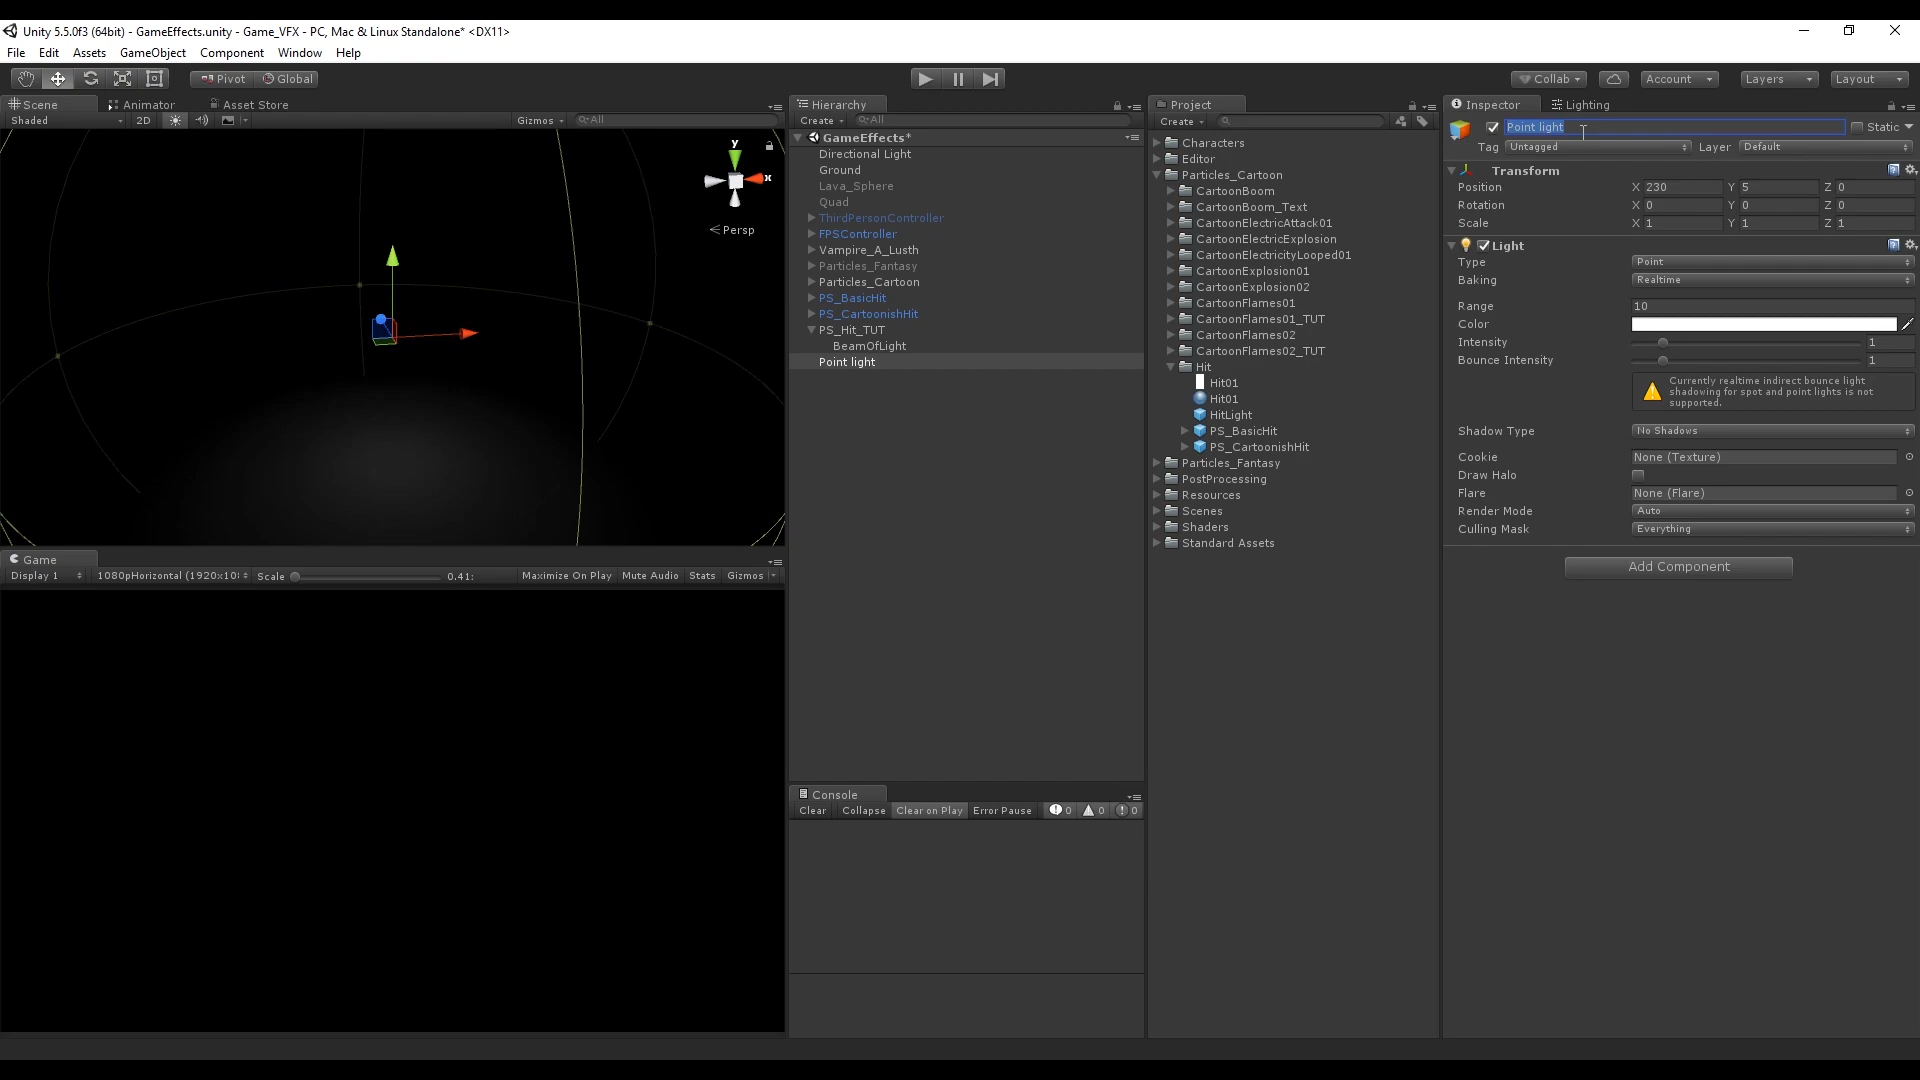 Unity 5.5.0f3 (64bit) - GameEffects.unity - Game_VFX - PC, Mac & Linux Standalone* <DX11>
File Edit Assets GameObject Component Window Help
Pivot Global Collab Account Layers Layout
Scene Animator Asset Store
Shaded 2D Gizmos All
y
x
Persp
Game
Display 1 1080pHorizontal (1920x10 Scale 0.41: Maximize On Play Mute Audio Stats Gizmos
Hierarchy
Create All
GameEffects*
Directional Light
Ground
Lava_Sphere
Quad
ThirdPersonController
FPSController
Vampire_A_Lusth
Particles_Fantasy
Particles_Cartoon
PS_BasicHit
PS_CartoonishHit
PS_Hit_TUT
BeamOfLight
Point light
Console
Clear Collapse Clear on Play Error Pause 0 0 0
Project
Create
Characters
Editor
Particles_Cartoon
CartoonBoom
CartoonBoom_Text
CartoonElectricAttack01
CartoonElectricExplosion
CartoonElectricityLooped01
CartoonExplosion01
CartoonExplosion02
CartoonFlames01
CartoonFlames01_TUT
CartoonFlames02
CartoonFlames02_TUT
Hit
Hit01
Hit01
HitLight
PS_BasicHit
PS_CartoonishHit
Particles_Fantasy
PostProcessing
Resources
Scenes
Shaders
Standard Assets
Inspector Lighting
Point light Static
Tag Untagged Layer Default
Transform
Position X 230 Y 5 Z 0
Rotation X 0 Y 0 Z 0
Scale X 1 Y 1 Z 1
Light
Type Point
Baking Realtime
Range 10
Color
Intensity 1
Bounce Intensity 1
Currently realtime indirect bounce light
shadowing for spot and point lights is not
supported.
Shadow Type No Shadows
Cookie None (Texture)
Draw Halo
Flare None (Flare)
Render Mode Auto
Culling Mask Everything
Add Component